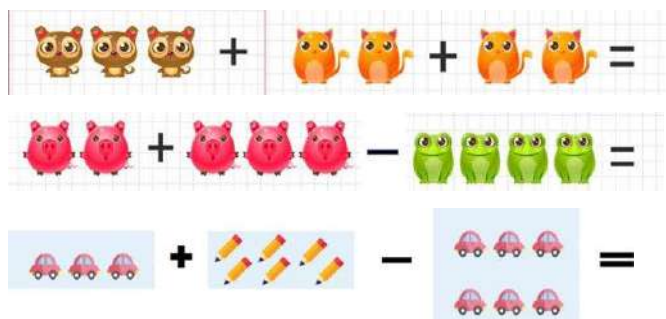 + + =
+ − =
+ − =